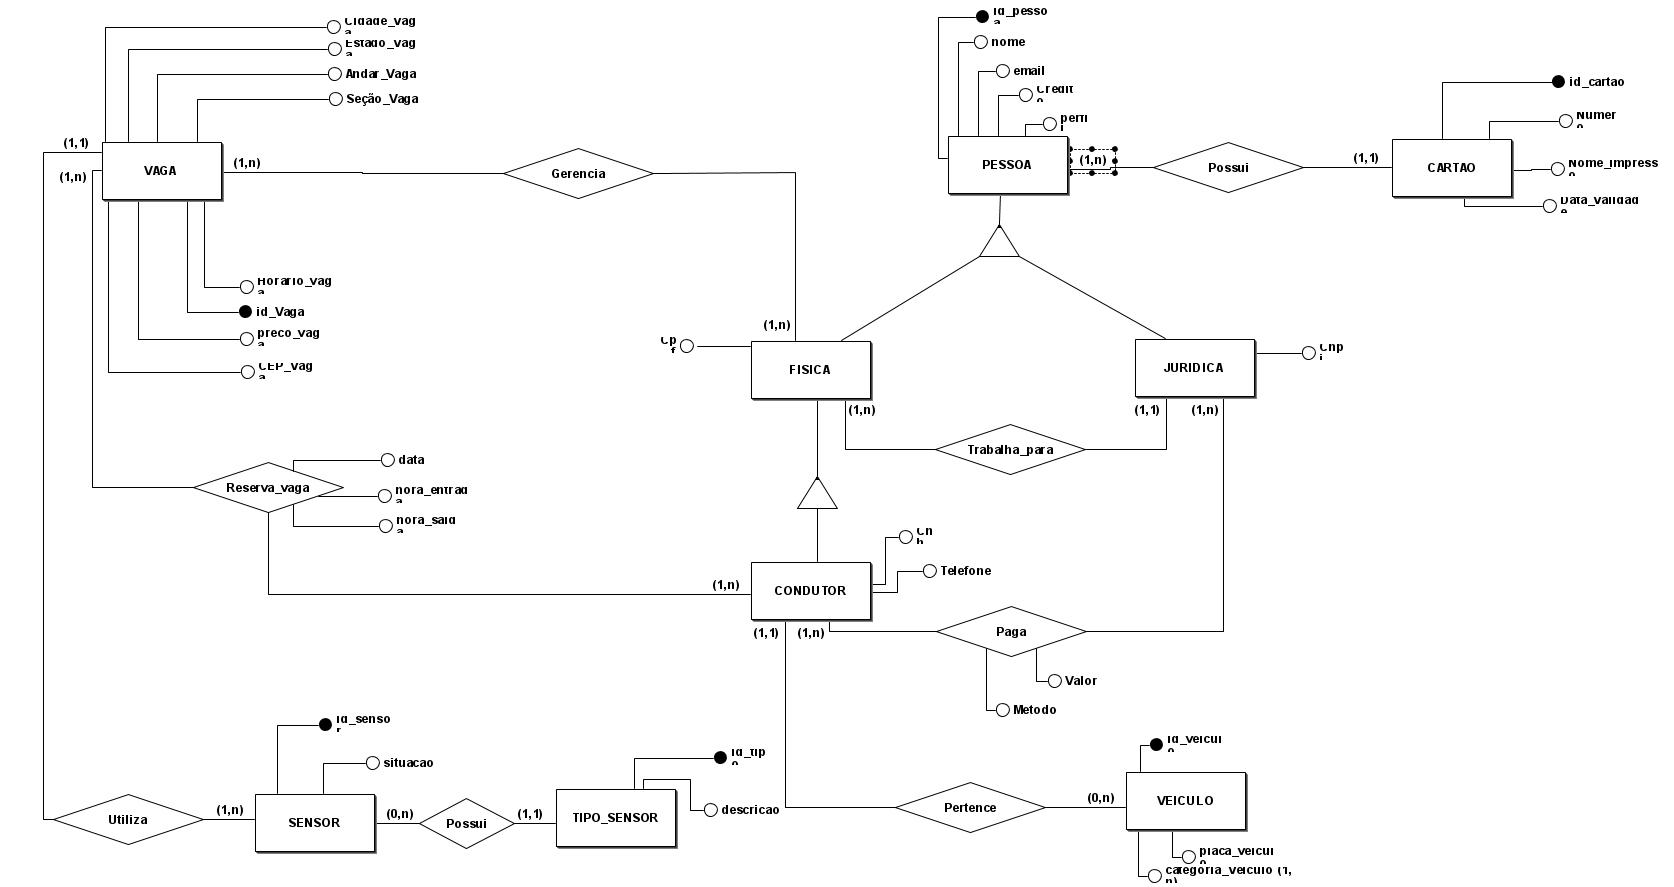 Cidade_Vag
a
Estado_Vag
a
Andar_Vaga
Seção_Vaga
(1,1)
(1,n)
VAGA
(1,n)
Gerencia
id_pesso
a
nome
email
Credit
o
perfi
l
PESSOA
(1,n)
Possui
(1,1)
CARTAO
id_cartao
Numer
o
Nome_Impress
o
Data_Validad
e
Horario_Vag
a
id_Vaga
preco_vag
a
CEP_Vag
a
(1,n)
Cp
f
FISICA
(1,n)
JURIDICA
Cnp
j
(1,1)
(1,n)
Trabalha_para
Reserva_vaga
data
hora_entrad
a
hora_said
a
(1,n)
CONDUTOR
Cn
h
Telefone
(1,1)
(1,n)
Paga
Valor
Metodo
id_senso
r
situacao
Utiliza
(1,n)
SENSOR
(0,n)
Possui
(1,1)
TIPO_SENSOR
id_tip
o
descricao
Pertence
(0,n)
VEICULO
id_veicul
o
placa_veicul
o
categoria_veiculo (1,
n)